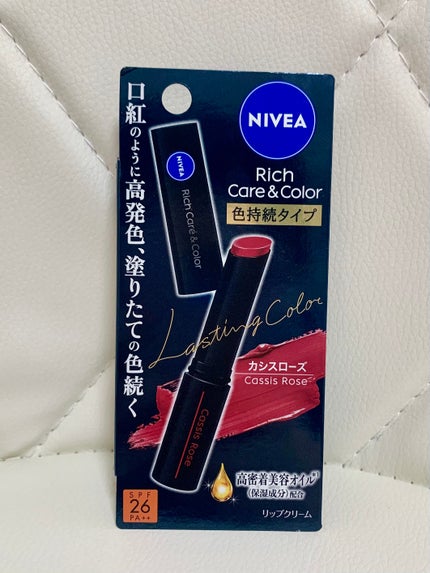 NIVEA
Rich
Care & Color
色持続タイプ
口紅のように高発色、塗りたての色続く
NIVEA
Rich Care & Color
Lasting Color
カシスローズ
Cassis Rose
Cassis Rose
高密着美容オイル*1
(保湿成分)配合
SPF
26
PA++
リップクリーム